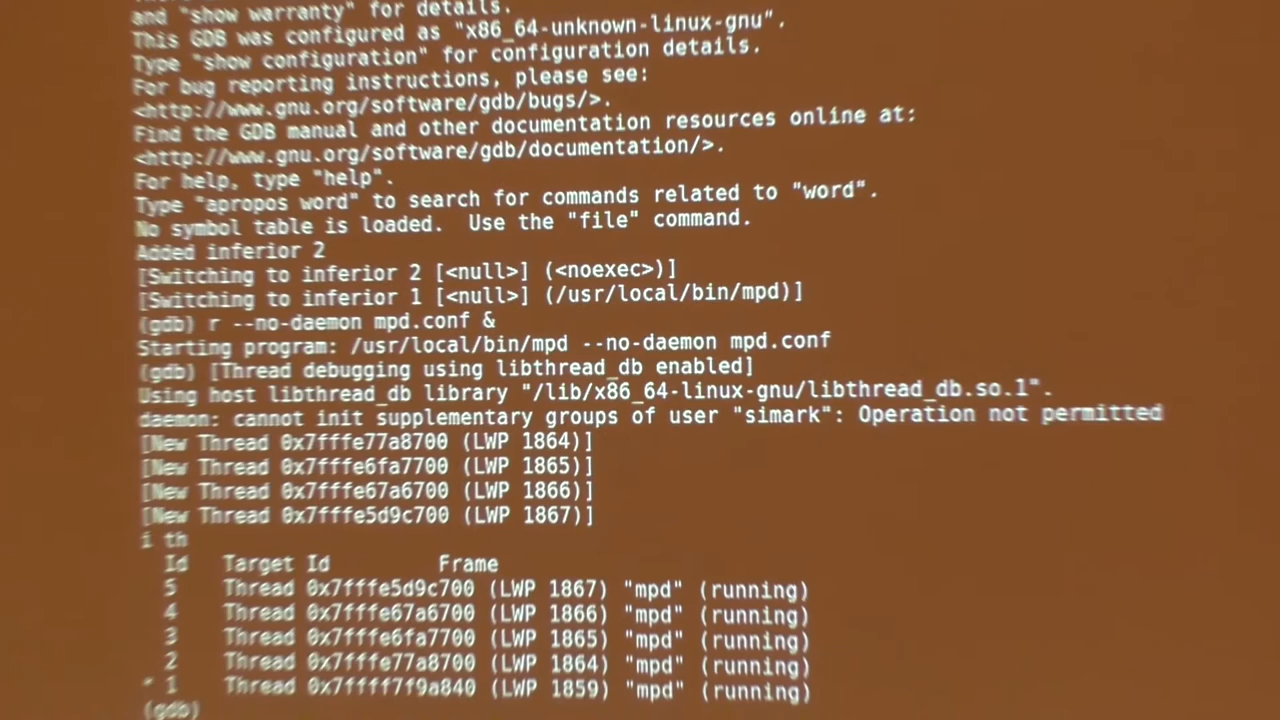 and "show warranty" for details.
This GDB was configured as "x86_64-unknown-linux-gnu".
Type "show configuration" for configuration details.
For bug reporting instructions, please see:
<http://www.gnu.org/software/gdb/bugs/>.
Find the GDB manual and other documentation resources online at:
<http://www.gnu.org/software/gdb/documentation/>.
For help, type "help".
Type "apropos word" to search for commands related to "word".
No symbol table is loaded.  Use the "file" command.
Added inferior 2
[Switching to inferior 2 [<null>] (<noexec>)]
[Switching to inferior 1 [<null>] (/usr/local/bin/mpd)]
(gdb) r --no-daemon mpd.conf &
Starting program: /usr/local/bin/mpd --no-daemon mpd.conf
(gdb) [Thread debugging using libthread_db enabled]
Using host libthread_db library "/lib/x86_64-linux-gnu/libthread_db.so.1".
daemon: cannot init supplementary groups of user "simark": Operation not permitted
[New Thread 0x7fffe77a8700 (LWP 1864)]
[New Thread 0x7fffe6fa7700 (LWP 1865)]
[New Thread 0x7fffe67a6700 (LWP 1866)]
[New Thread 0x7fffe5d9c700 (LWP 1867)]
i th
Id   Target Id         Frame
5    Thread 0x7fffe5d9c700 (LWP 1867) "mpd" (running)
4    Thread 0x7fffe67a6700 (LWP 1866) "mpd" (running)
3    Thread 0x7fffe6fa7700 (LWP 1865) "mpd" (running)
2    Thread 0x7fffe77a8700 (LWP 1864) "mpd" (running)
* 1    Thread 0x7ffff7f9a840 (LWP 1859) "mpd" (running)
(gdb)